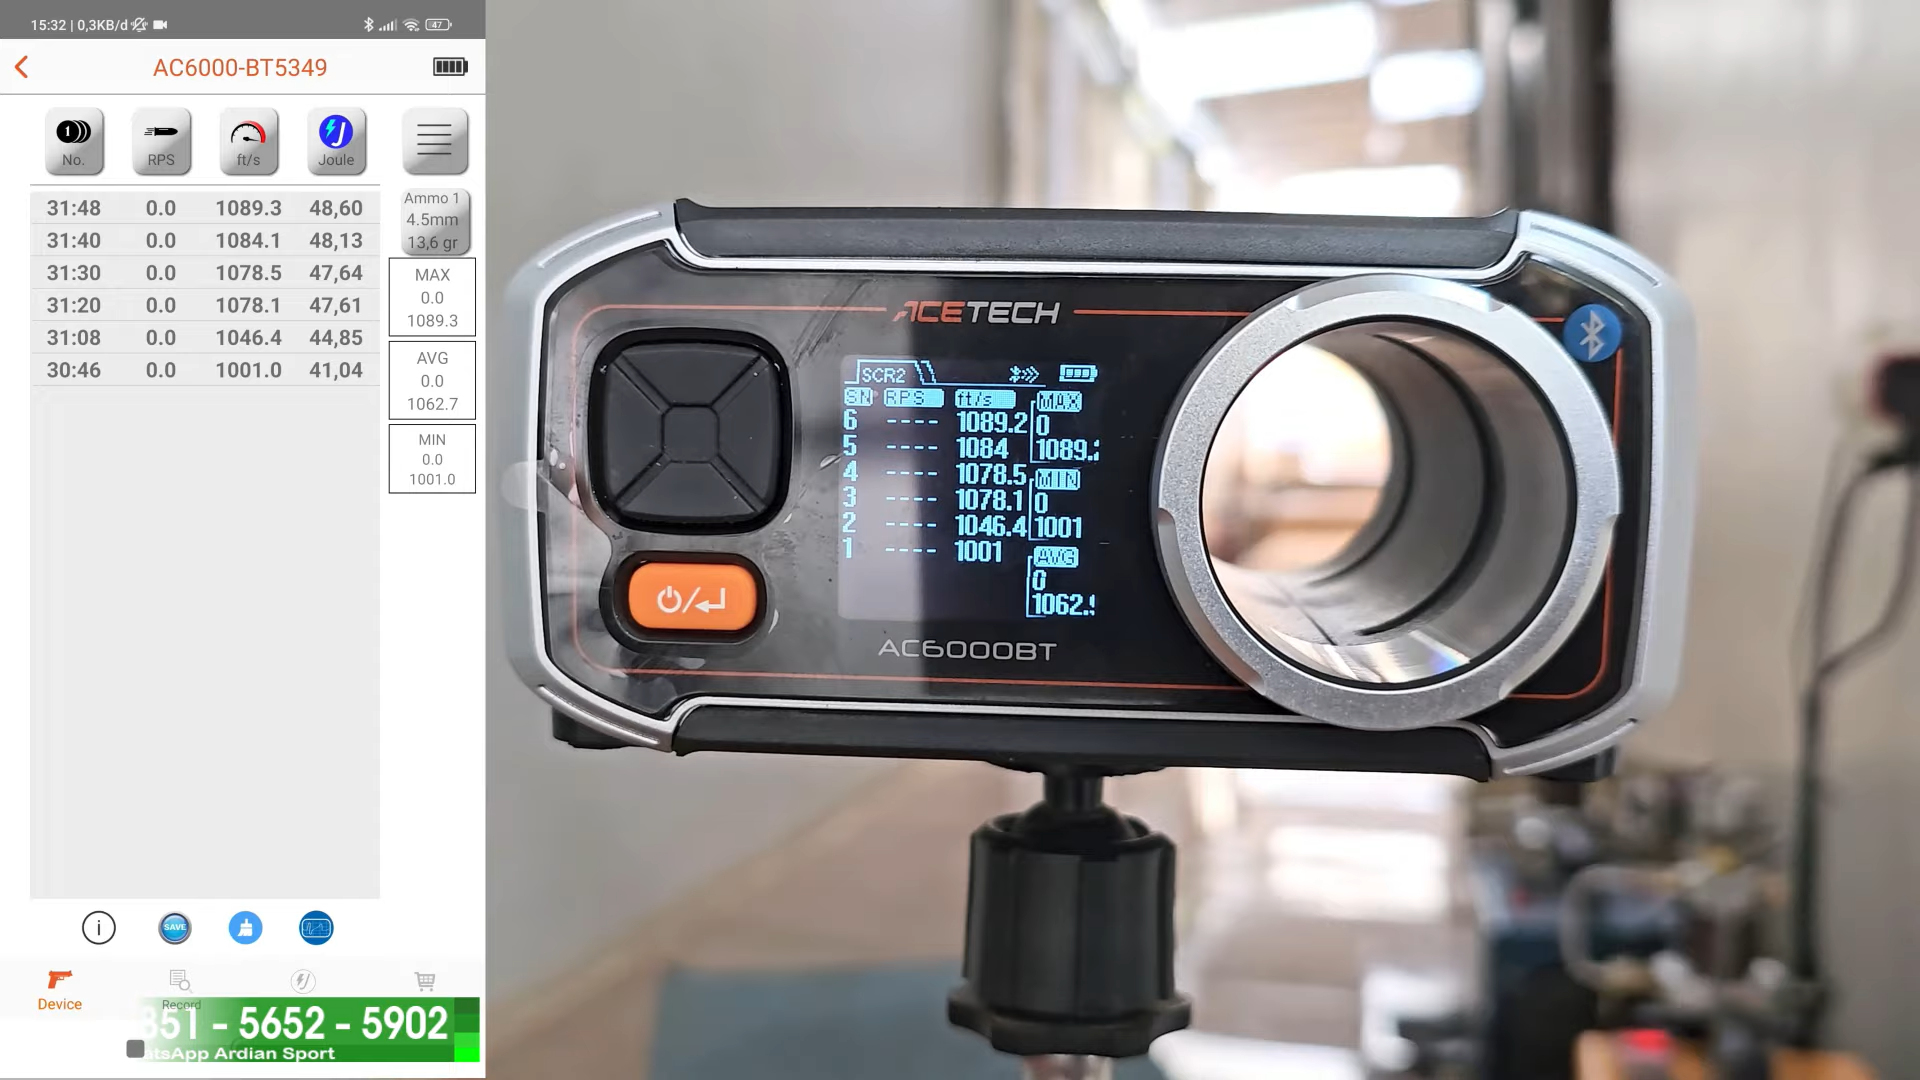 15:32 | 0,3KB/d
47
AC6000-BT5349
No.
RPS
ft/s
Joule
31:48 0.0 1089.3 48,60
31:40 0.0 1084.1 48,13
31:30 0.0 1078.5 47,64
31:20 0.0 1078.1 47,61
31:08 0.0 1046.4 44,85
30:46 0.0 1001.0 41,04
Ammo 1
4.5mm
13,6 gr
MAX
0.0
1089.3
AVG
0.0
1062.7
MIN
0.0
1001.0
SAVE
Device
Record
851 - 5652 - 5902
atsApp Ardian Sport
ACETECH
SCR2
SN RPS ft/s
6 ---- 1089.2
5 ---- 1084
4 ---- 1078.5
3 ---- 1078.1
2 ---- 1046.4
1 ---- 1001
MAX
0
1089.
MIN
0
1001
AVG
0
1062.
AC6000BT